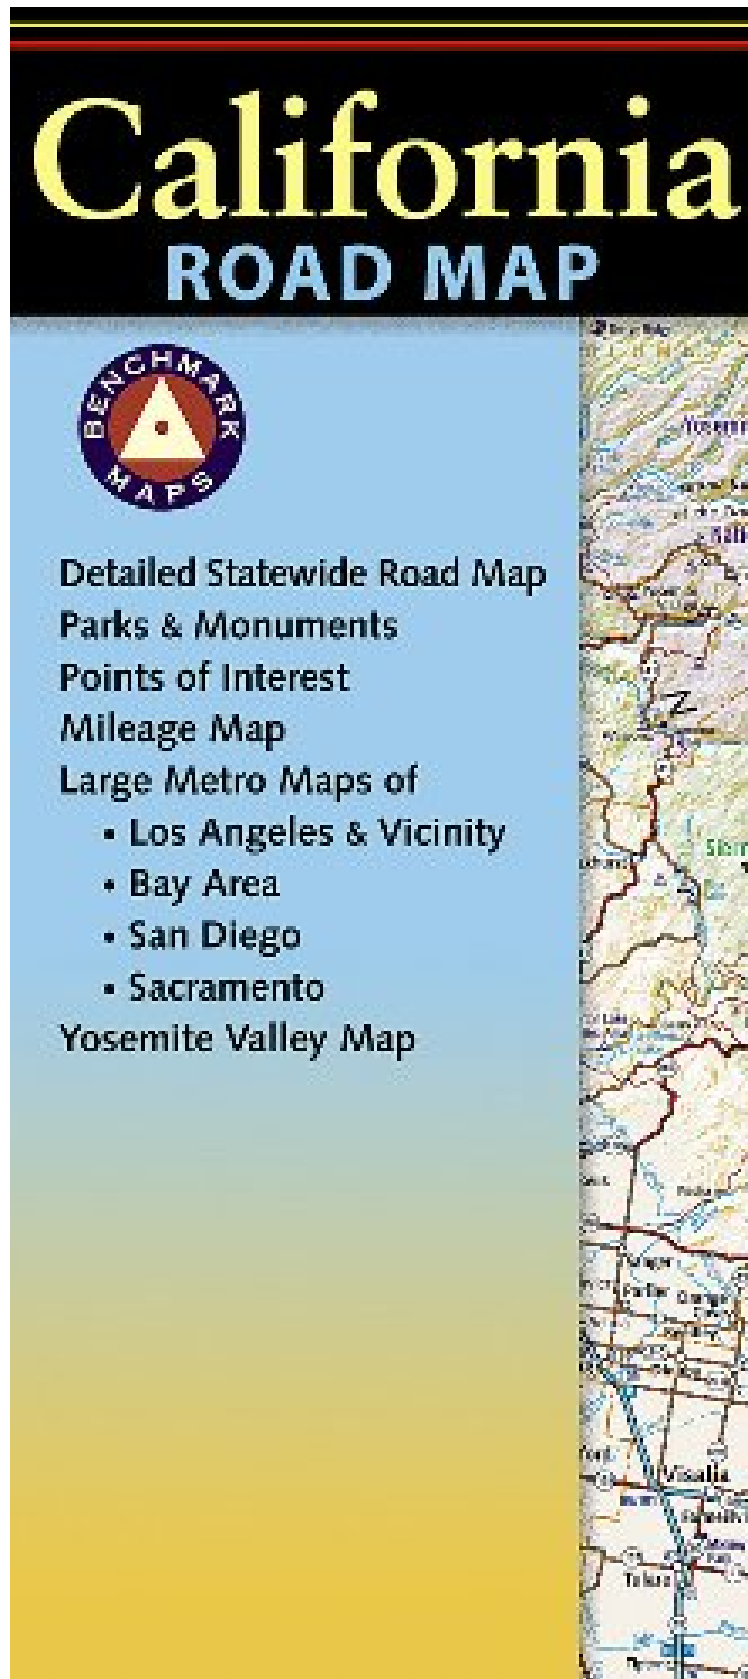 California
ROAD MAP
BENCHMARK
MAPS
Detailed Statewide Road Map
Parks & Monuments
Points of Interest
Mileage Map
Large Metro Maps of
• Los Angeles & Vicinity
• Bay Area
• San Diego
• Sacramento
Yosemite Valley Map
Visalia
Tulare